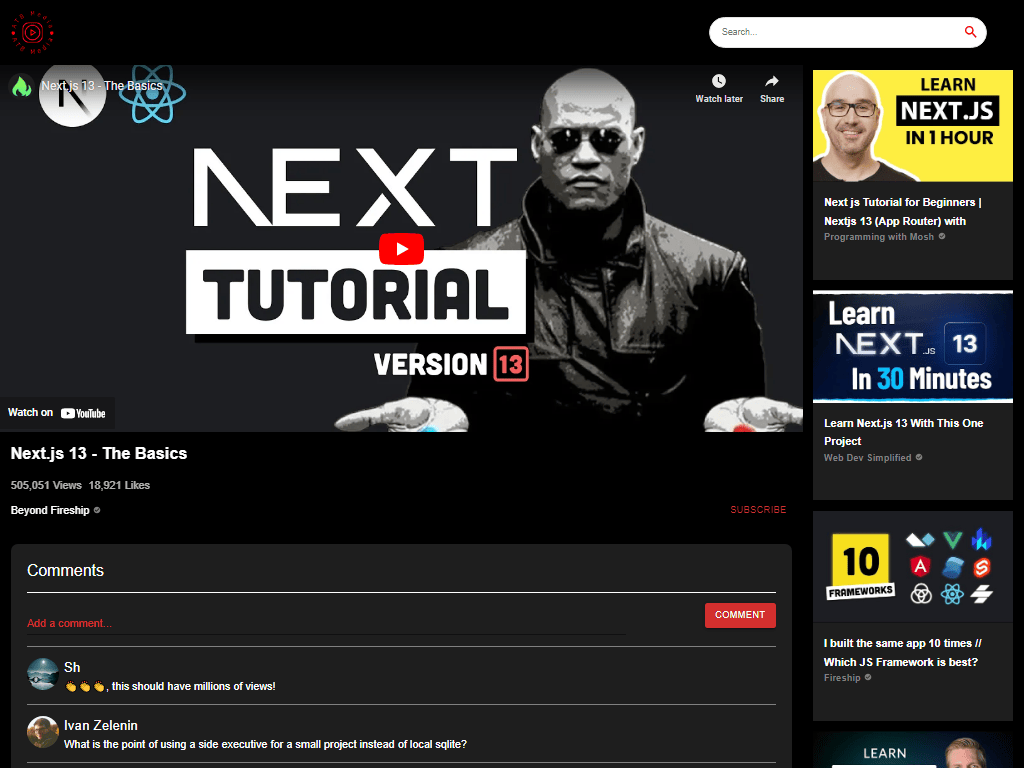 Search...
Next.js 13 - The Basics
Watch later
Share
NEXT
TUTORIAL
VERSION 13
Watch on YouTube
Next.js 13 - The Basics
505,051 Views 18,921 Likes
Beyond Fireship
SUBSCRIBE
Comments
Add a comment...
COMMENT
Sh
👏👏👏, this should have millions of views!
Ivan Zelenin
What is the point of using a side executive for a small project instead of local sqlite?
LEARN
NEXT.JS
IN 1 HOUR
Next js Tutorial for Beginners |
Nextjs 13 (App Router) with
Programming with Mosh
Learn
NEXT.JS 13
In 30 Minutes
Learn Next.js 13 With This One
Project
Web Dev Simplified
10
FRAMEWORKS
I built the same app 10 times //
Which JS Framework is best?
Fireship
LEARN